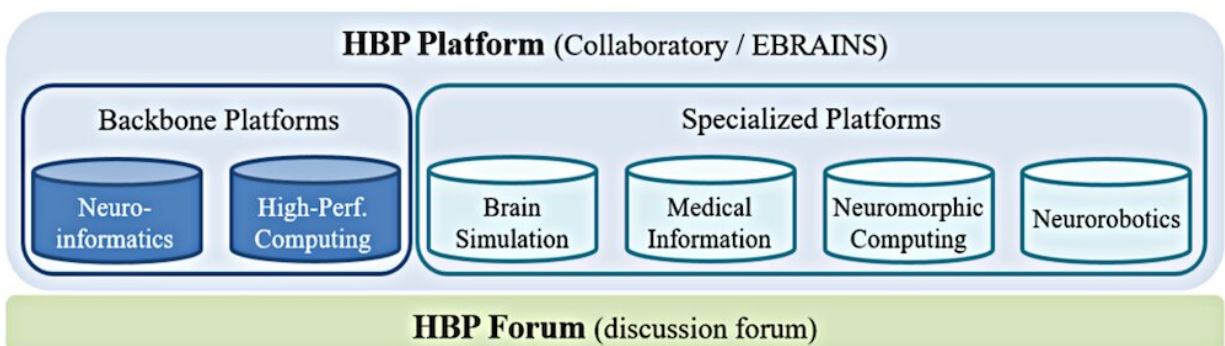 HBP Platform (Collaboratory / EBRAINS)
Backbone Platforms
Neuro-
informatics
High-Perf.
Computing
Specialized Platforms
Brain
Simulation
Medical
Information
Neuromorphic
Computing
Neurorobotics
HBP Forum (discussion forum)